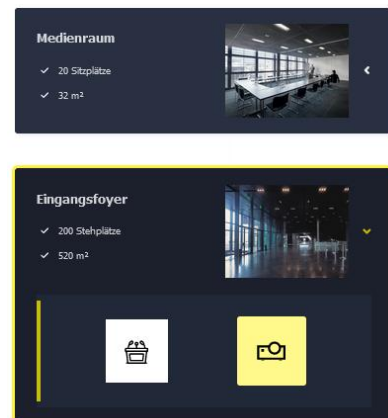 Medienraum
20 Sitzplätze
32 m²
Eingangsfoyer
200 Stehplätze
520 m²